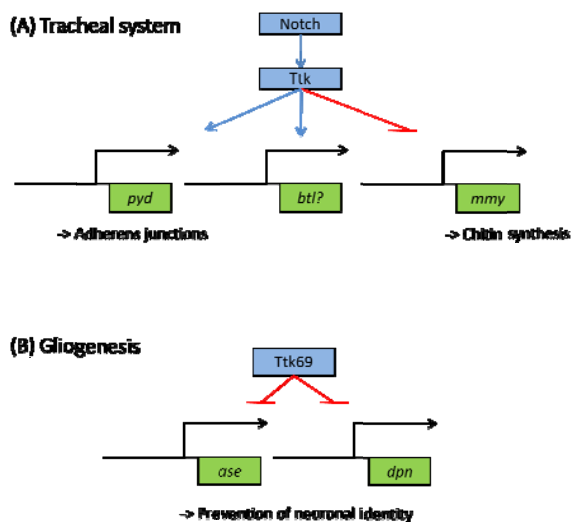 (A) Tracheal system
Notch
Ttk
pyd
btl?
mmy
-> Adherens junctions
-> Chitin synthesis
(B) Gliogenesis
Ttk69
ase
dpn
-> Prevention of neuronal identity